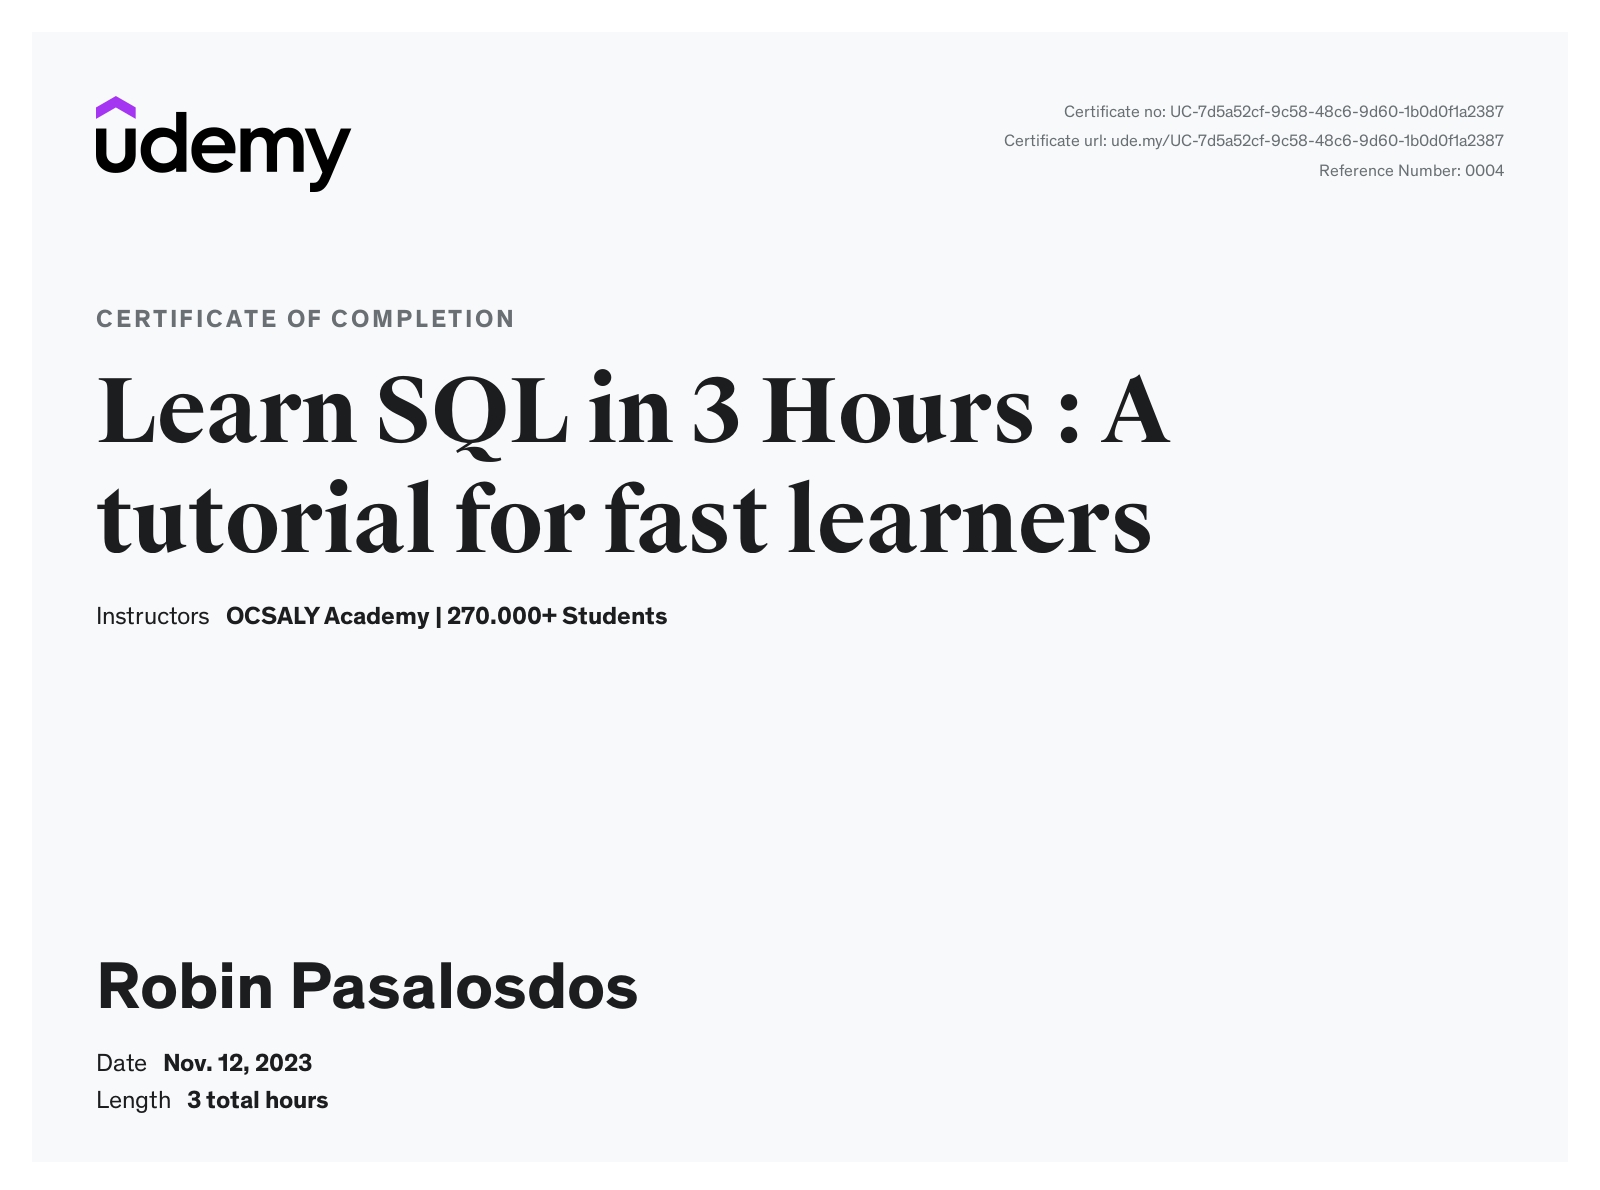 udemy
Certificate no: UC-7d5a52cf-9c58-48c6-9d60-1b0d0f1a2387
Certificate url: ude.my/UC-7d5a52cf-9c58-48c6-9d60-1b0d0f1a2387
Reference Number: 0004
CERTIFICATE OF COMPLETION
Learn SQL in 3 Hours : A
tutorial for fast learners
Instructors OCSALY Academy | 270.000+ Students
Robin Pasalosdos
Date Nov. 12, 2023
Length 3 total hours